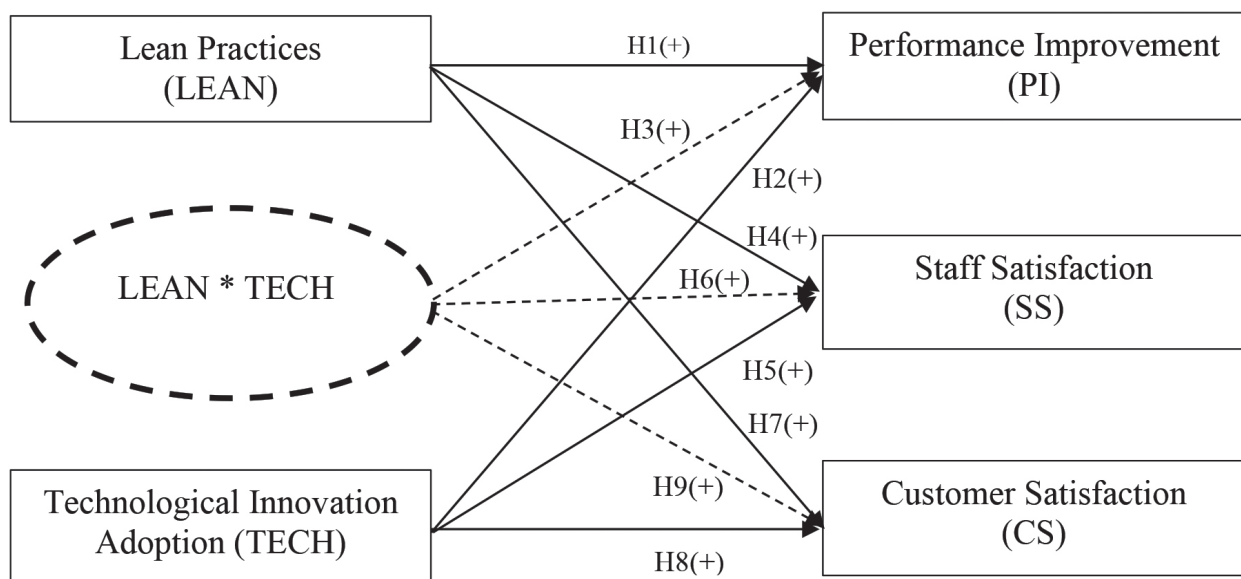 Lean Practices
(LEAN)
H1(+)
Performance Improvement
(PI)
H3(+)
H2(+)
LEAN * TECH
H4(+)
H6(+)
Staff Satisfaction
(SS)
H5(+)
H7(+)
Technological Innovation
Adoption (TECH)
H9(+)
H8(+)
Customer Satisfaction
(CS)